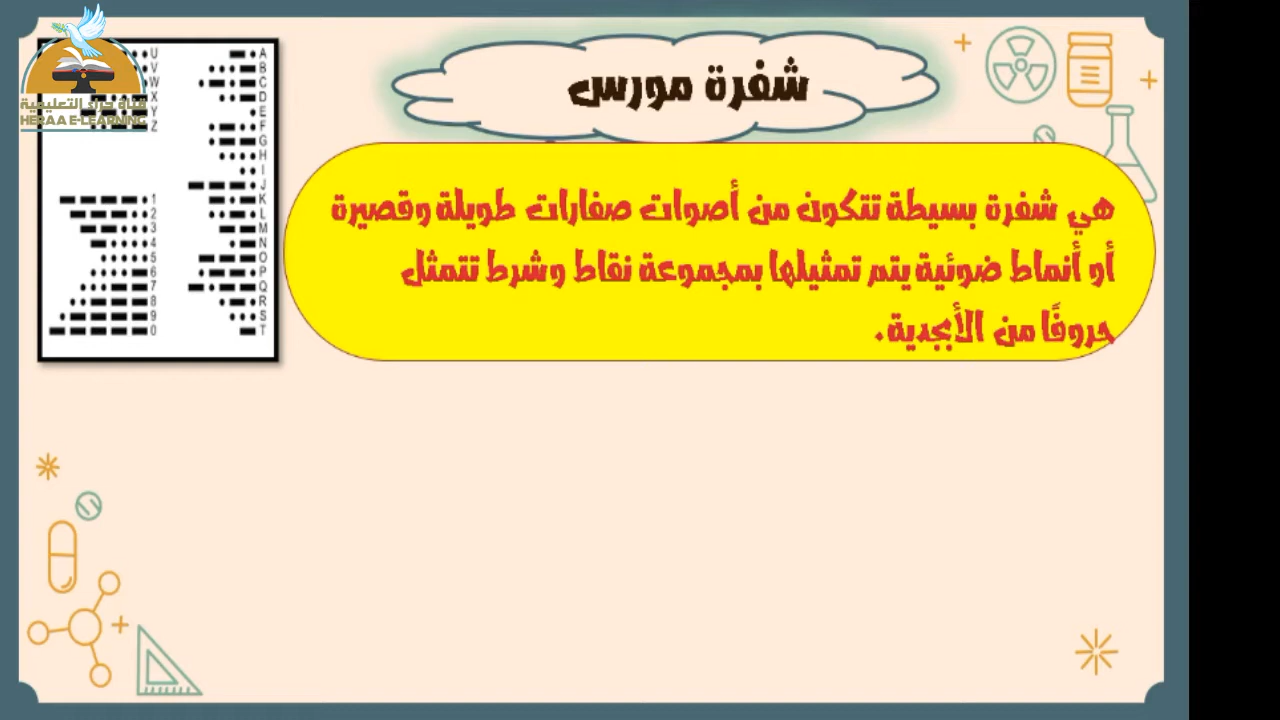 شفرة مورس
هي شفرة بسيطة تتكون من أصوات صفارات طويلة وقصيرة
أو أنماط ضوئية يتم تمثيلها بمجموعة نقاط وشرط تتمثل
حروفًا من الأبجدية.
قناة حراء التعليمية
HERAA E-LEARNING
U
V
W
X
Y
Z
1
2
3
4
5
6
7
8
9
0
A
B
C
D
E
F
G
H
I
J
K
L
M
N
O
P
Q
R
S
T